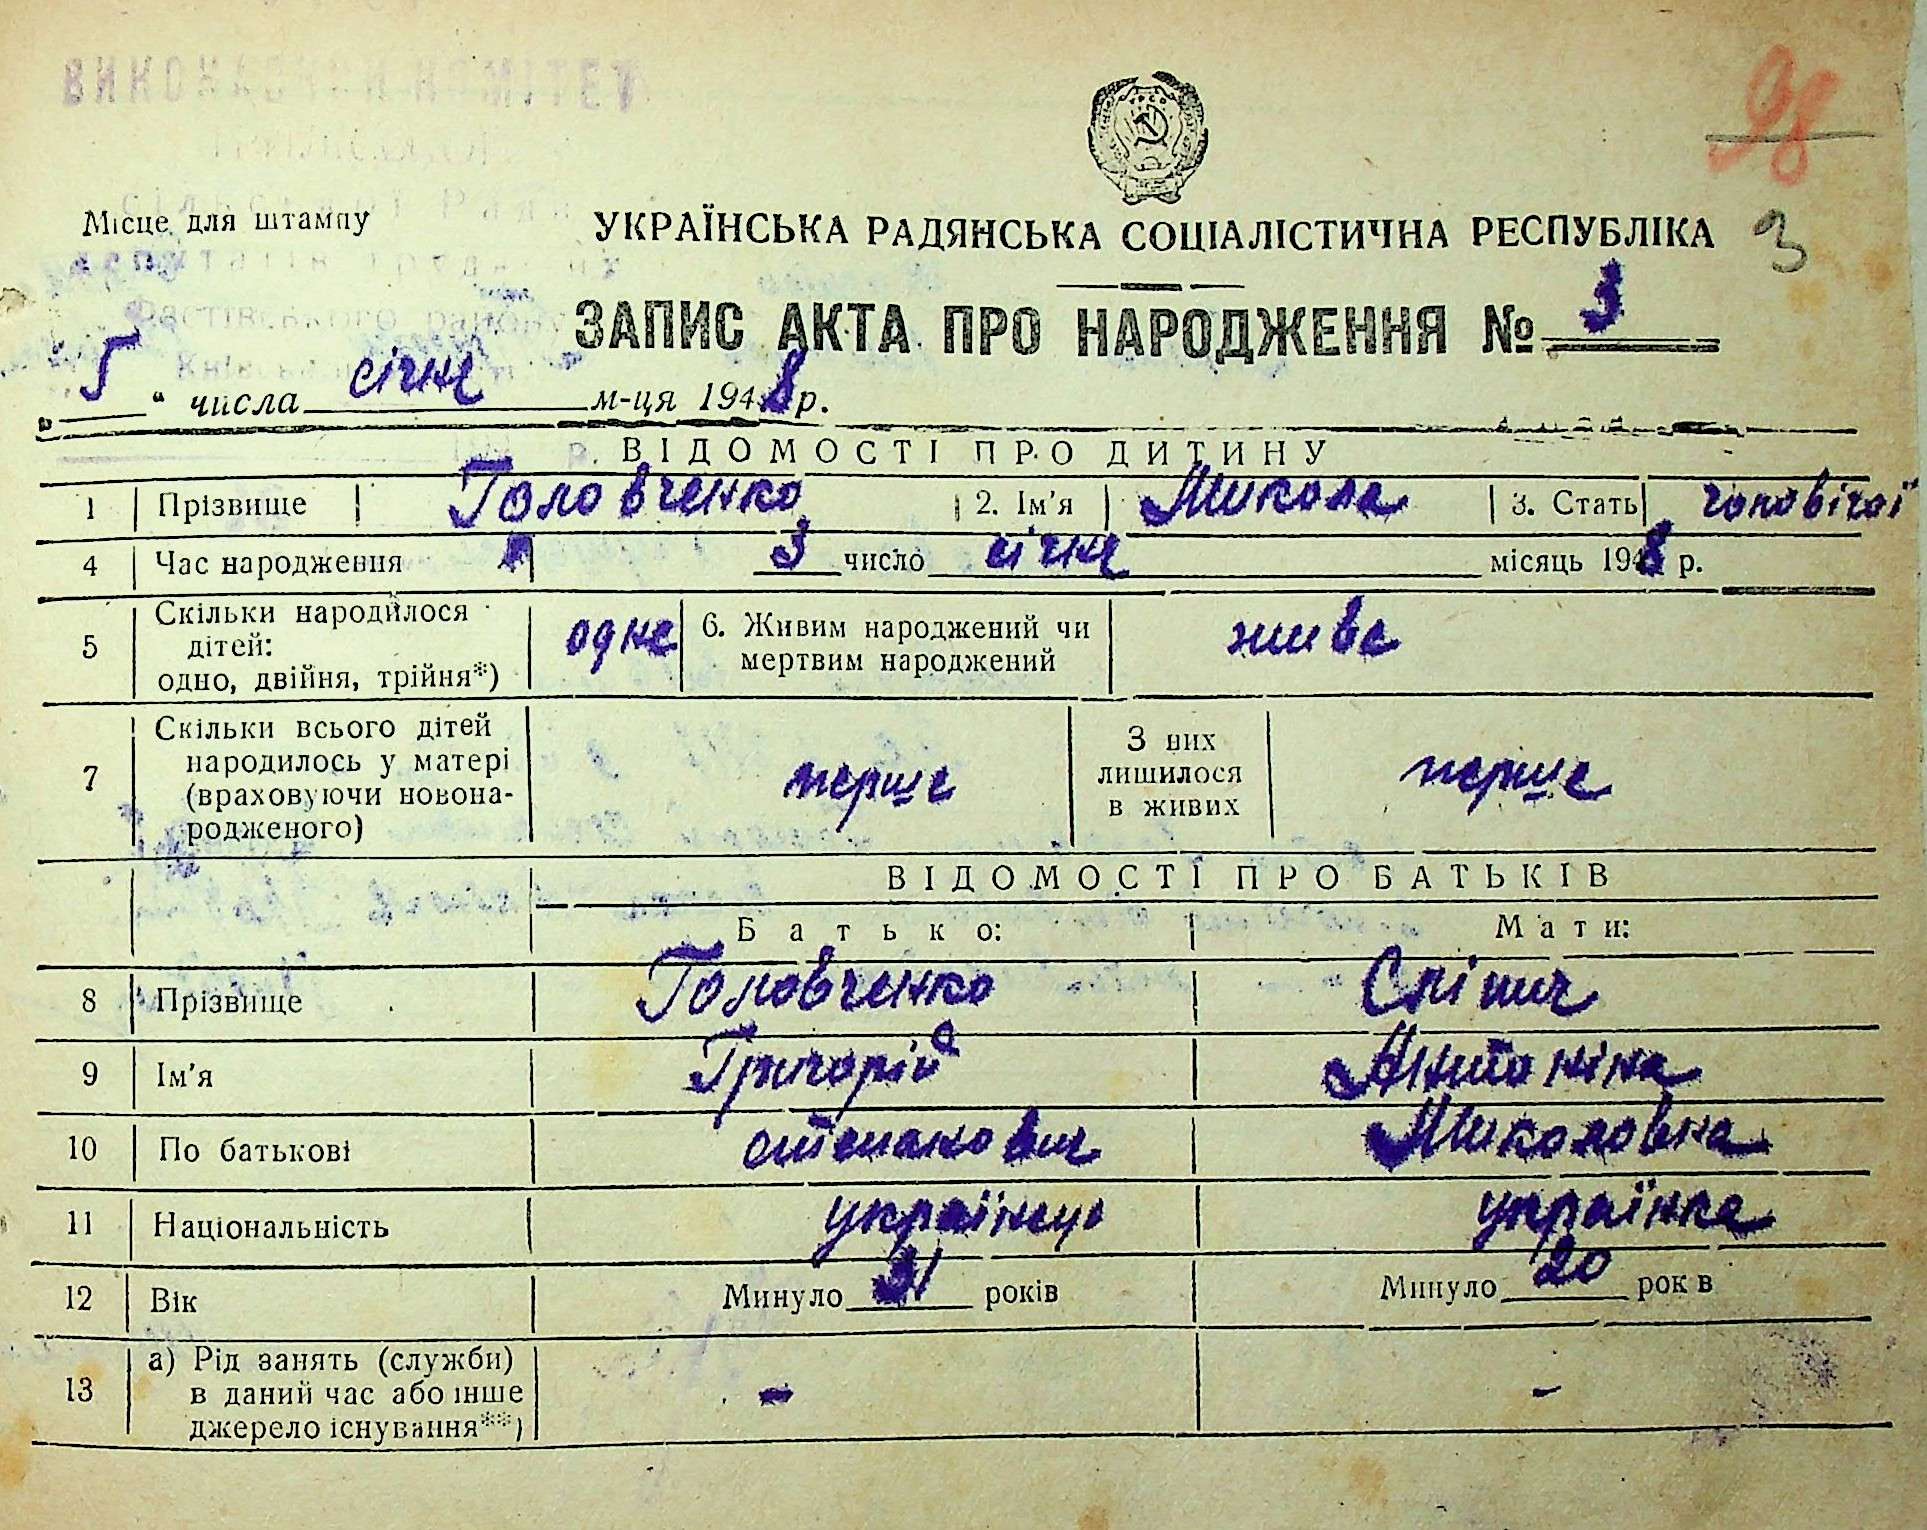 ВИКОНАВЧИЙ КОМІТЕТ
98
Місце для штампу
УКРАЇНСЬКА РАДЯНСЬКА СОЦІАЛІСТИЧНА РЕСПУБЛІКА 3
Фастівського району
ЗАПИС АКТА ПРО НАРОДЖЕННЯ № 3
„5“ числа січня м-ця 1948 р.
ВІДОМОСТІ ПРО ДИТИНУ
1 Прізвище Головченко 2. Ім'я Микола 3. Стать чоловічої
4 Час народження 3 число січня місяць 1948 р.
5 Скільки народилося
дітей:
одно, двійня, трійня*) одне 6. Живим народжений чи
мертвим народжений живе
7 Скільки всього дітей
народилось у матері
(враховуючи новона-
родженого) перше З них
лишилося
в живих перше
ВІДОМОСТІ ПРО БАТЬКІВ
Батько: Мати:
8 Прізвище Головченко Сліпич
9 Ім'я Григорій Антоніна
10 По батькові степанович Миколовна
11 Національність українець українка
12 Вік Минуло 31 років Минуло 20 рок в
13 а) Рід занять (служби)
в даний час або інше
джерело існування**) - -